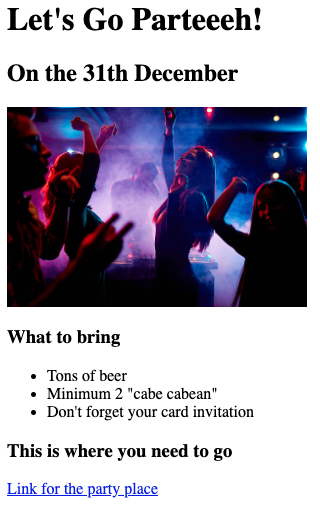 Let's Go Parteeeh!
On the 31th December
What to bring
Tons of beer
Minimum 2 "cabe cabean"
Don't forget your card invitation
This is where you need to go
Link for the party place